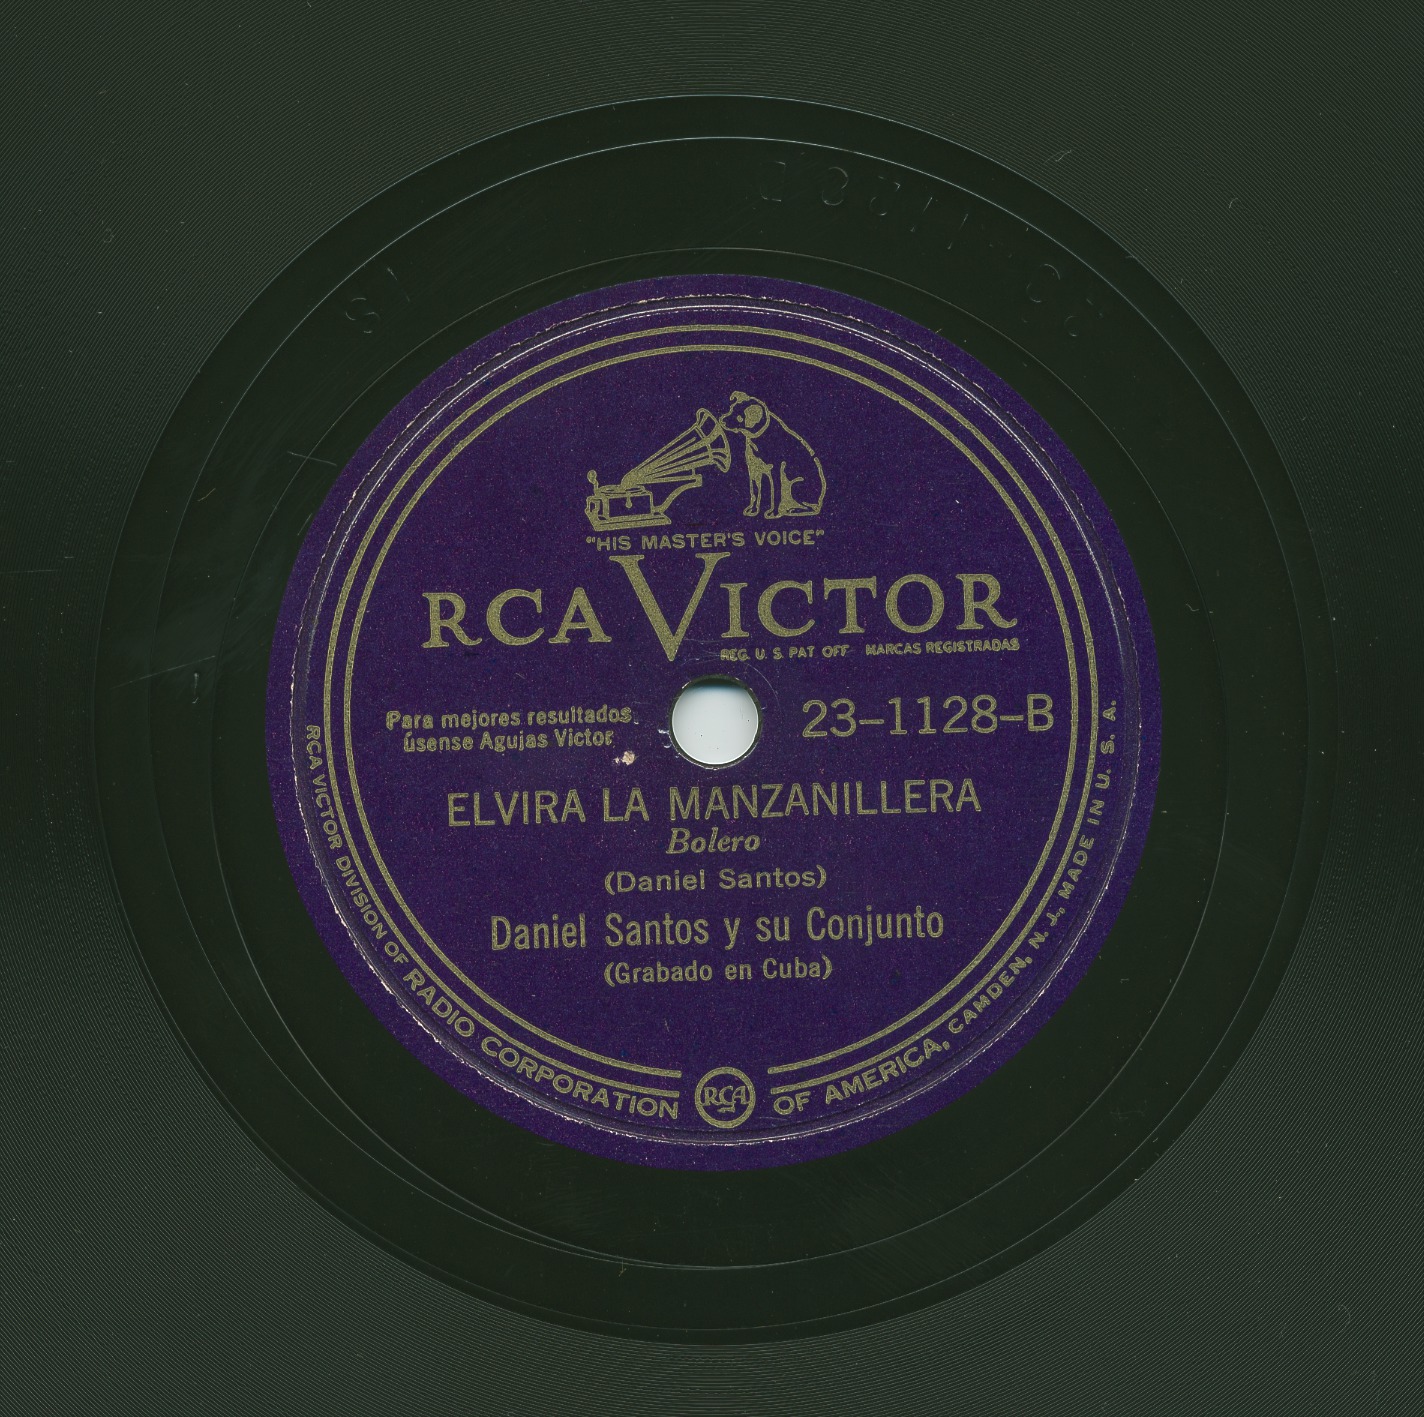 "HIS MASTER'S VOICE"
RCA VICTOR
REG. U. S. PAT OFF MARCAS REGISTRADAS
Para mejores resultados,
úsense Agujas Victor
23–1128–B
ELVIRA LA MANZANILLERA
Bolero
(Daniel Santos)
Daniel Santos y su Conjunto
(Grabado en Cuba)
RCA VICTOR DIVISION OF RADIO CORPORATION
RCA
OF AMERICA, CAMDEN, N. J., MADE IN U. S. A.